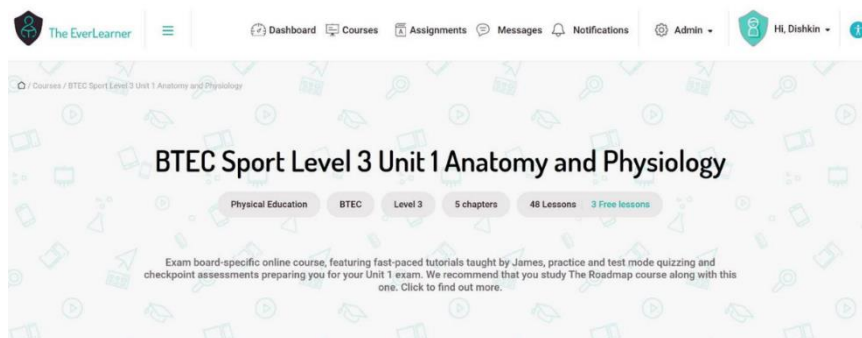 The EverLearner
Dashboard Courses Assignments Messages Notifications Admin Hi, Dishkin
/ Courses / BTEC Sport Level 3 Unit 1 Anatomy and Physiology
BTEC Sport Level 3 Unit 1 Anatomy and Physiology
Physical Education BTEC Level 3 5 chapters 48 Lessons 3 Free lessons
Exam board-specific online course, featuring fast-paced tutorials taught by James, practice and test mode quizzing and
checkpoint assessments preparing you for your Unit 1 exam. We recommend that you study The Roadmap course along with this
one. Click to find out more.